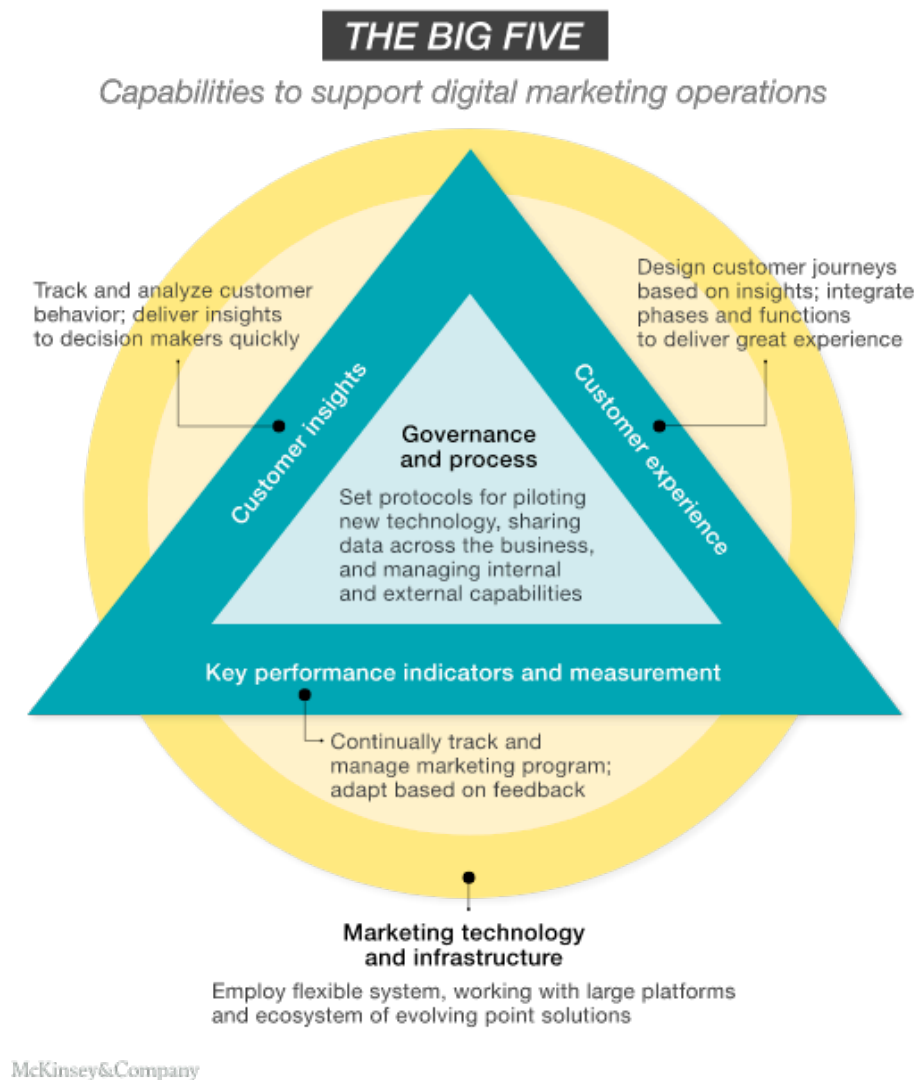 THE BIG FIVE
Capabilities to support digital marketing operations
Track and analyze customer
behavior; deliver insights
to decision makers quickly
Design customer journeys
based on insights; integrate
phases and functions
to deliver great experience
Customer insights
Customer experience
Governance
and process
Set protocols for piloting
new technology, sharing
data across the business,
and managing internal
and external capabilities
Key performance indicators and measurement
Continually track and
manage marketing program;
adapt based on feedback
Marketing technology
and infrastructure
Employ flexible system, working with large platforms
and ecosystem of evolving point solutions
McKinsey&Company